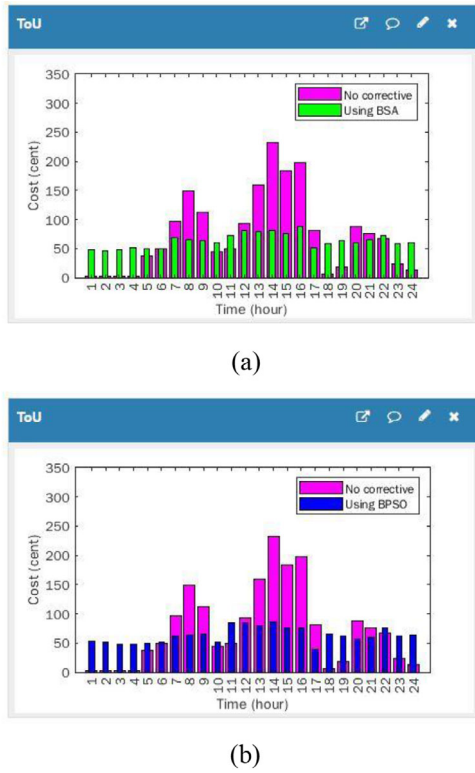 ToU
350
300
250
200
150
100
50
0
Cost (cent)
No corrective
Using BSA
1 2 3 4 5 6 7 8 9 10 11 12 13 14 15 16 17 18 19 20 21 22 23 24
Time (hour)
(a)
ToU
350
300
250
200
150
100
50
0
Cost (cent)
No corrective
Using BPSO
1 2 3 4 5 6 7 8 9 10 11 12 13 14 15 16 17 18 19 20 21 22 23 24
Time (hour)
(b)